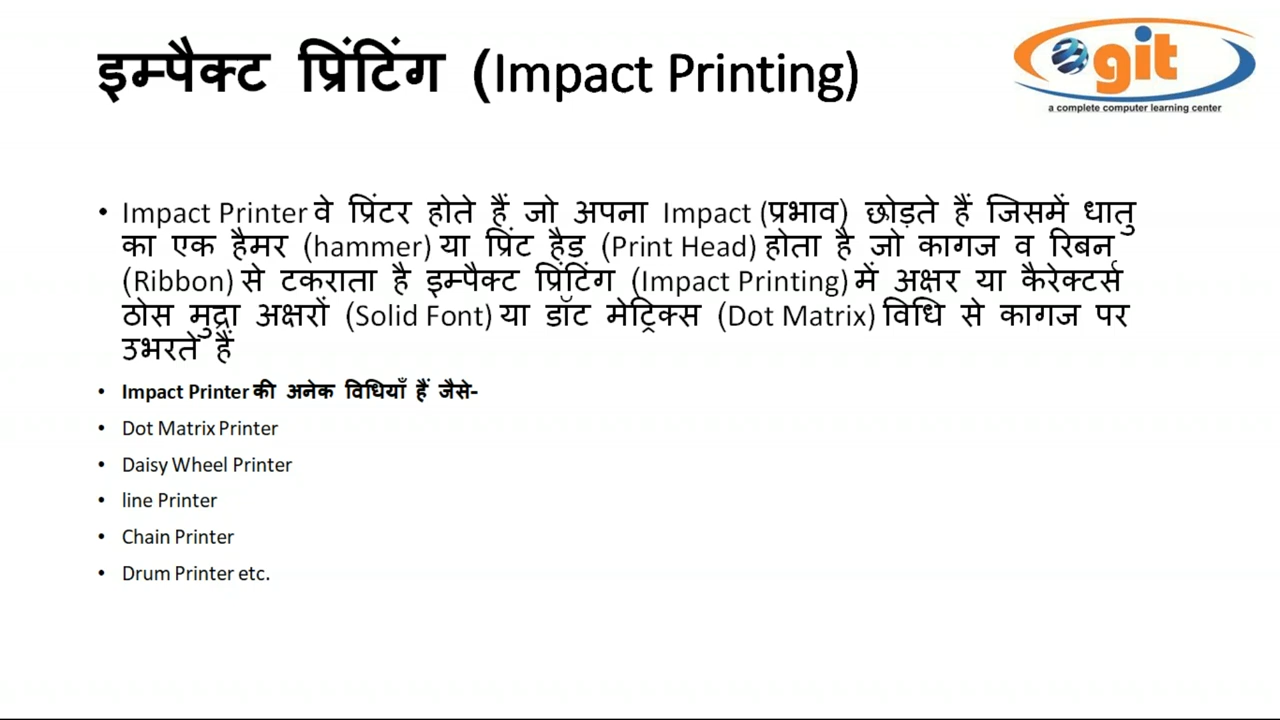 इम्पैक्ट प्रिंटिंग (Impact Printing)
egit
a complete computer learning center
• Impact Printer वे प्रिंटर होते हैं जो अपना Impact (प्रभाव) छोड़ते हैं जिसमें धातु
का एक हैमर (hammer) या प्रिंट हैड (Print Head) होता है जो कागज व रिबन
(Ribbon) से टकराता है इम्पैक्ट प्रिंटिंग (Impact Printing) में अक्षर या कैरेक्टर्स
ठोस मुद्रा अक्षरों (Solid Font) या डॉट मेट्रिक्स (Dot Matrix) विधि से कागज पर
उभरते हैं
• Impact Printer की अनेक विधियाँ हैं जैसे-
• Dot Matrix Printer
• Daisy Wheel Printer
• line Printer
• Chain Printer
• Drum Printer etc.